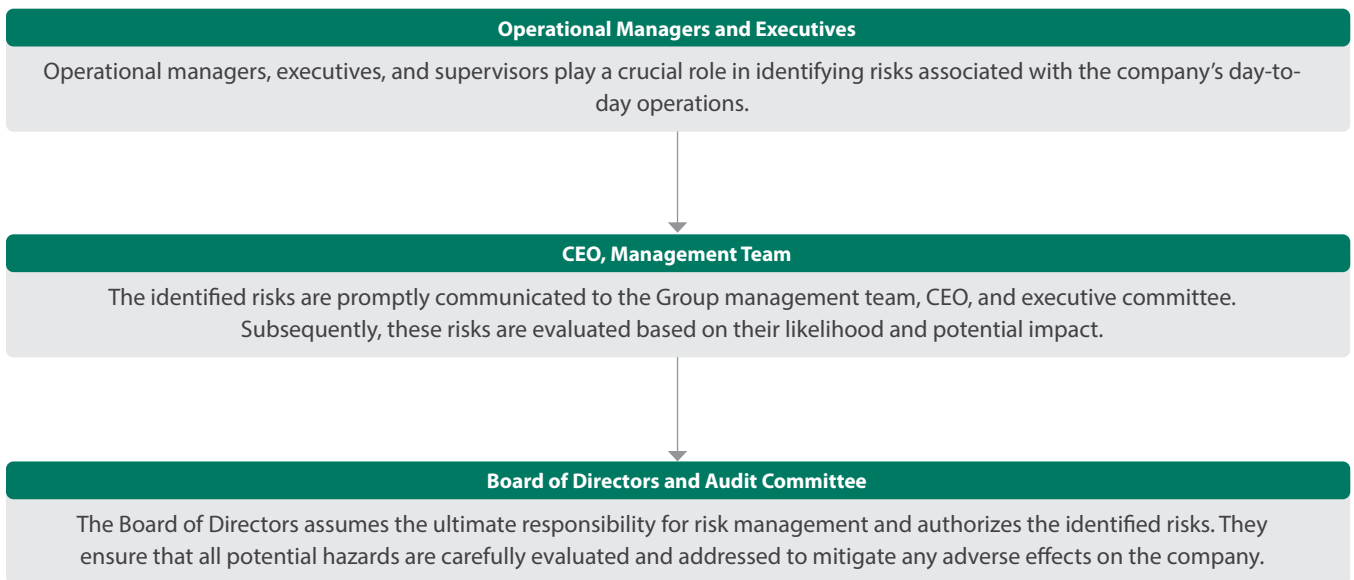 Operational Managers and Executives
Operational managers, executives, and supervisors play a crucial role in identifying risks associated with the company’s day-to-
day operations.
CEO, Management Team
The identified risks are promptly communicated to the Group management team, CEO, and executive committee.
Subsequently, these risks are evaluated based on their likelihood and potential impact.
Board of Directors and Audit Committee
The Board of Directors assumes the ultimate responsibility for risk management and authorizes the identified risks. They
ensure that all potential hazards are carefully evaluated and addressed to mitigate any adverse effects on the company.